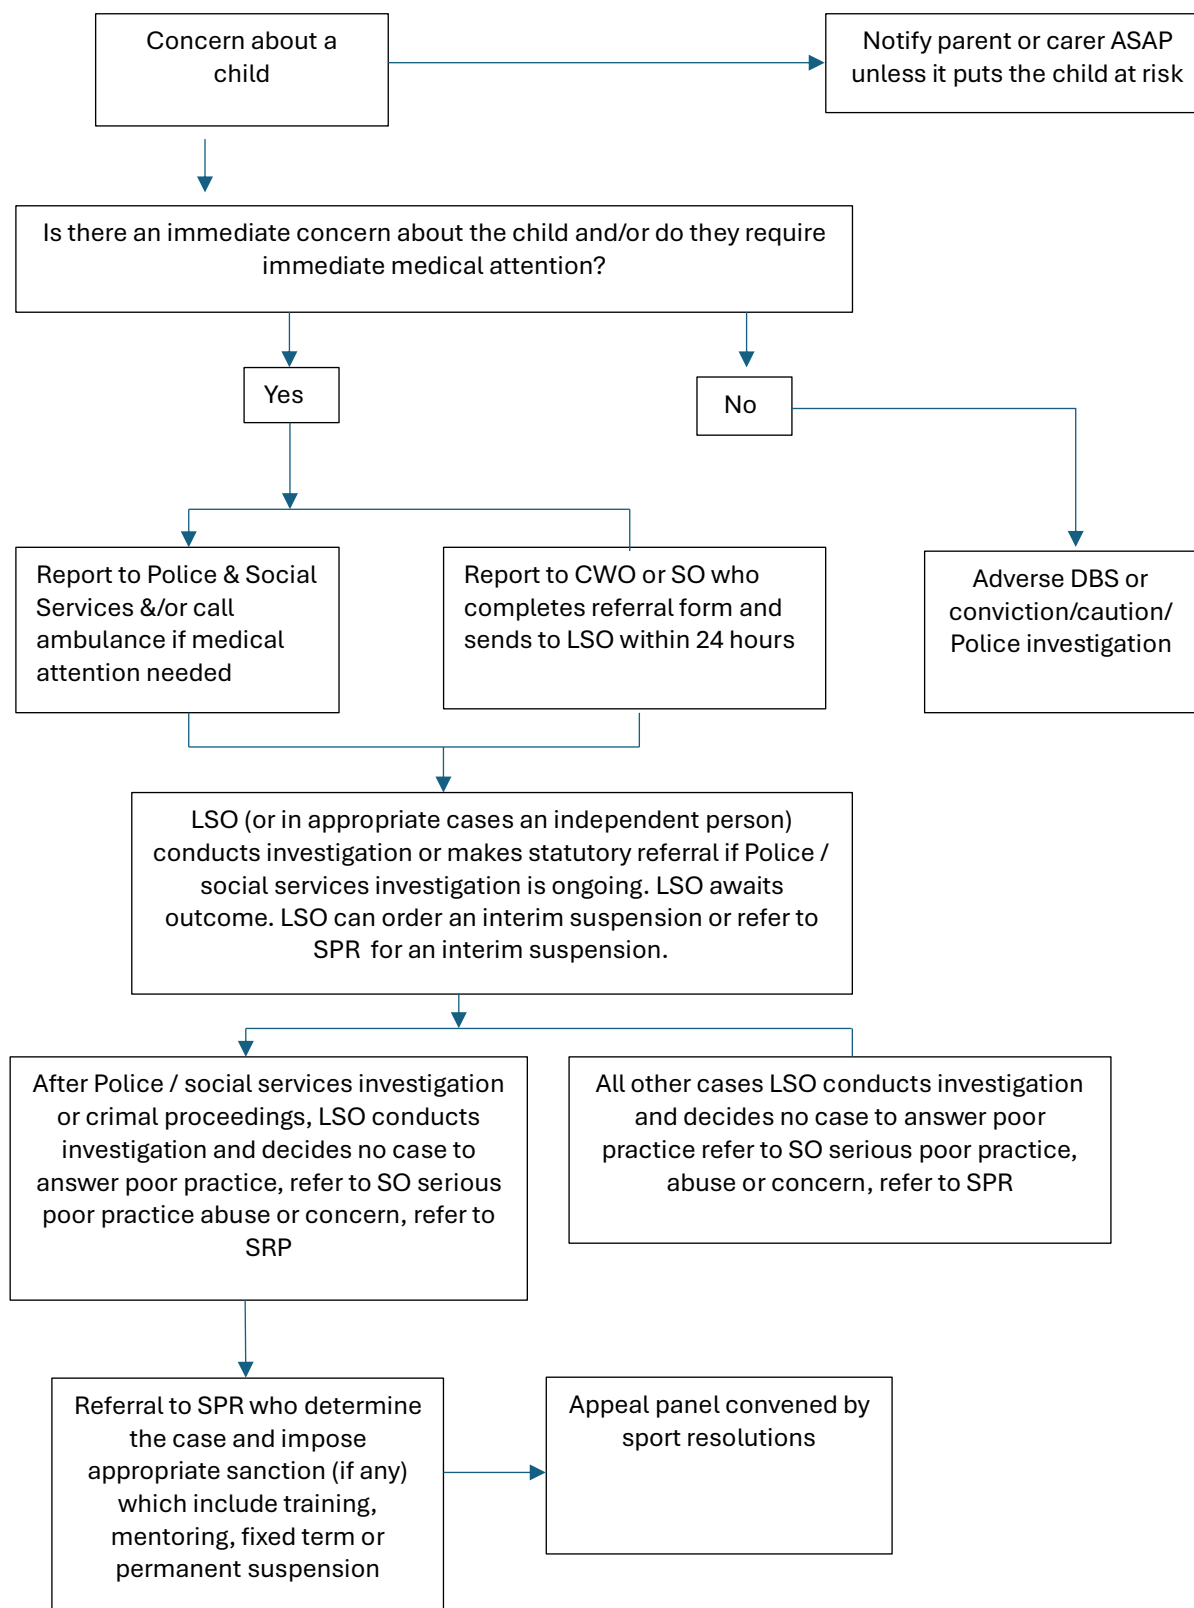 Concern about a
child
Notify parent or carer ASAP
unless it puts the child at risk
Is there an immediate concern about the child and/or do they require
immediate medical attention?
Yes
No
Report to Police & Social
Services &/or call
ambulance if medical
attention needed
Report to CWO or SO who
completes referral form and
sends to LSO within 24 hours
Adverse DBS or
conviction/caution/
Police investigation
LSO (or in appropriate cases an independent person)
conducts investigation or makes statutory referral if Police /
social services investigation is ongoing. LSO awaits
outcome. LSO can order an interim suspension or refer to
SPR for an interim suspension.
After Police / social services investigation
or crimal proceedings, LSO conducts
investigation and decides no case to
answer poor practice, refer to SO serious
poor practice abuse or concern, refer to
SRP
All other cases LSO conducts investigation
and decides no case to answer poor
practice refer to SO serious poor practice,
abuse or concern, refer to SPR
Referral to SPR who determine
the case and impose
appropriate sanction (if any)
which include training,
mentoring, fixed term or
permanent suspension
Appeal panel convened by
sport resolutions